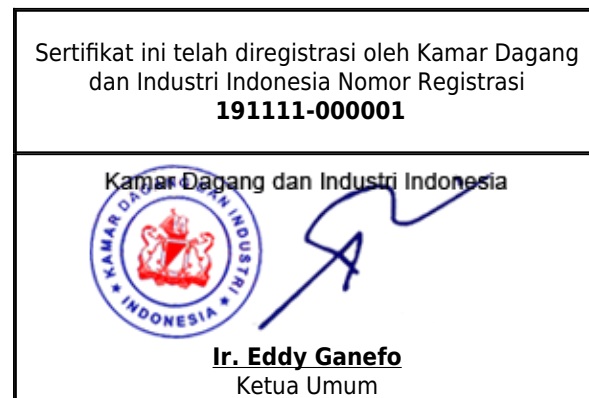 Sertifikat ini telah diregistrasi oleh Kamar Dagang
dan Industri Indonesia Nomor Registrasi
191111-000001
Kamar Dagang dan Industri Indonesia
KAMAR DAGANG DAN INDUSTRI
INDONESIA
Ir. Eddy Ganefo
Ketua Umum